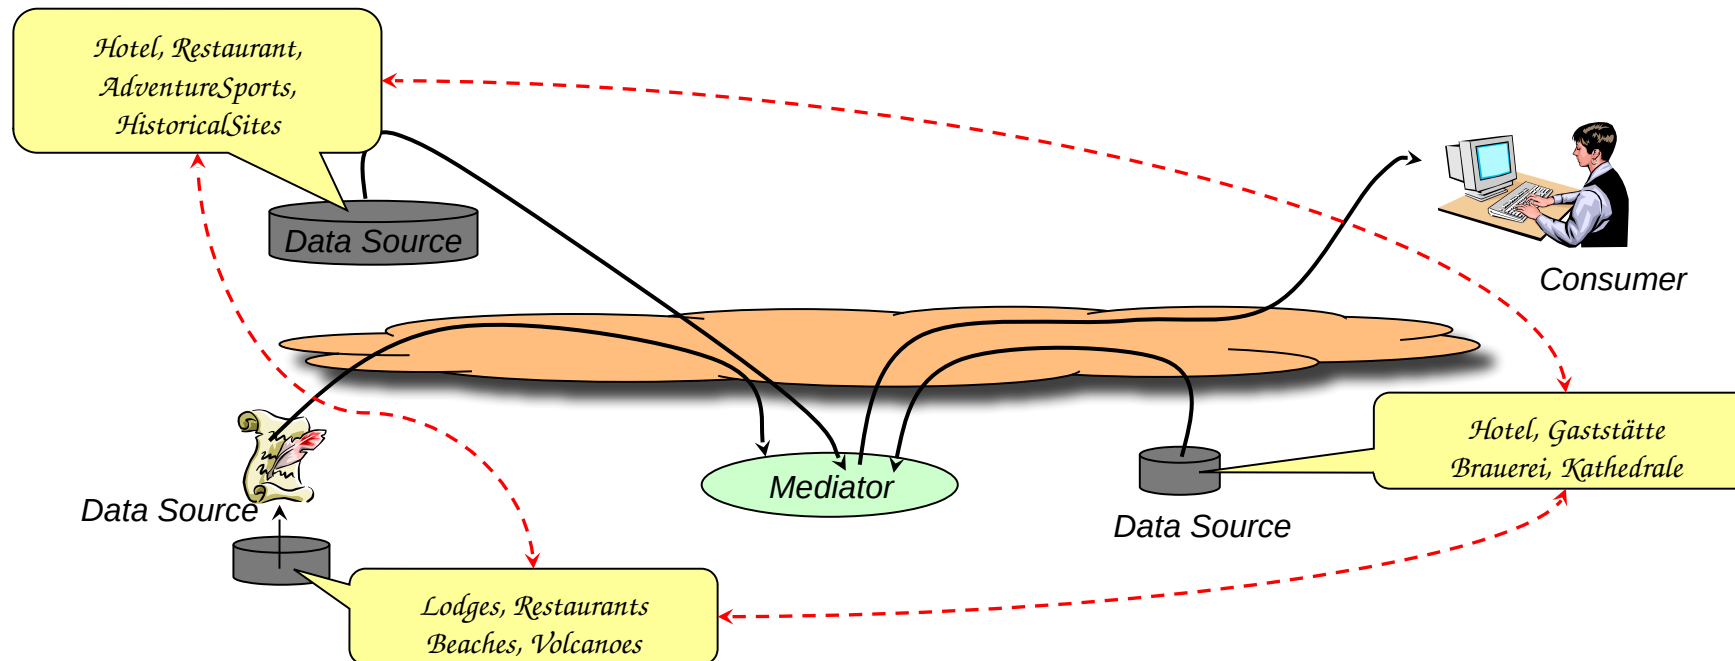 Hotel, Restaurant,
AdventureSports,
HistoricalSites
Data Source
Consumer
Hotel, Gaststätte
Brauerei, Kathedrale
Mediator
Data Source
Data Source
Lodges, Restaurants
Beaches, Volcanoes